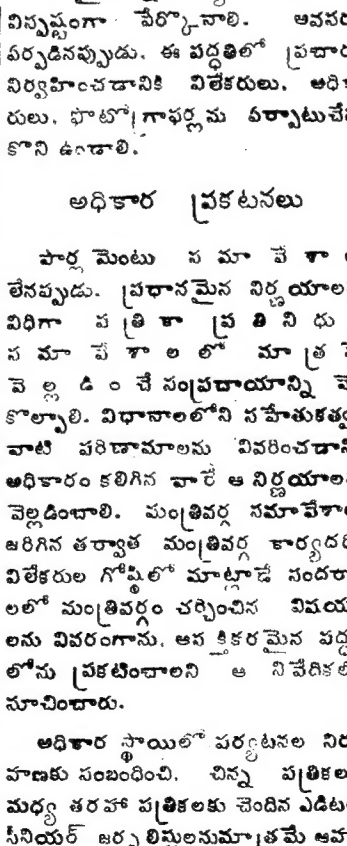 విస్పష్టంగా పేర్కొనాలి. అవసర
ఏర్పడినప్పుడు. ఈ పద్ధతిలో ప్రచార
నిర్వహించడానికి విలేకరులు. అధి
రులు. ఫొటోగ్రాఫర్లను ఏర్పాటుచే
కొని ఉండాలి.
అధికార ప్రకటనలు
పార్లమెంటు సమావేశా
లేనప్పుడు. ప్రధానమైన నిర్ణయాల
విధిగా పత్రికా ప్రతినిధు
సమావేశాలలో మాత్ర
వెల్లడించే సంప్రదాయాన్ని
కొల్పాలి. విధానాలలోని సహేతుకత్వ
వాటి పరిణామాలను వివరించడాని
అధికారం కలిగిన వారే ఆ నిర్ణయాల
వెల్లడించాలి. మంత్రివర్గ సమావేశా
జరిగిన తర్వాత మంత్రివర్గ కార్యదర్
విలేకరుల గోష్ఠిలో మాట్లాడే సందర్
లలో మంత్రివర్గం చర్చించిన విషయ
లను వివరంగాను. ఆసక్తికరమైన పద్ధ
లోను ప్రకటించాలని ఆ నివేదికల
సూచించారు.
అధికార స్థాయిలో పర్యటనల నిర్
హణకు సంబంధించి. చిన్న పత్రికల
మధ్య తరహా పత్రికలకు చెందిన ఎడిట
సీనియర్ జర్నలిస్టులనుమాత్రమే ఆహ